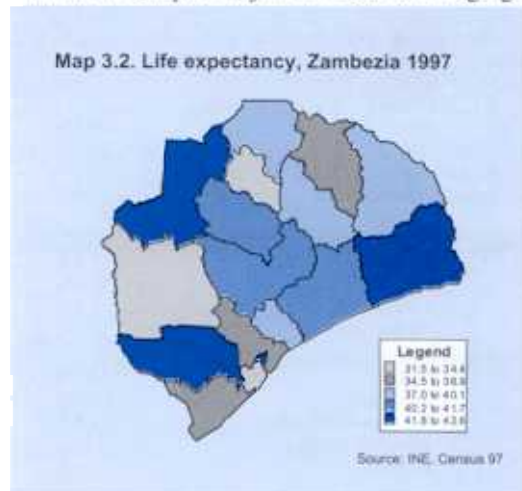 Map 3.2. Life expectancy, Zambezia 1997
Legend
31.5 to 34.4
34.5 to 36.9
37.0 to 40.1
40.2 to 41.7
41.8 to 43.6
Source: INE, Census 97